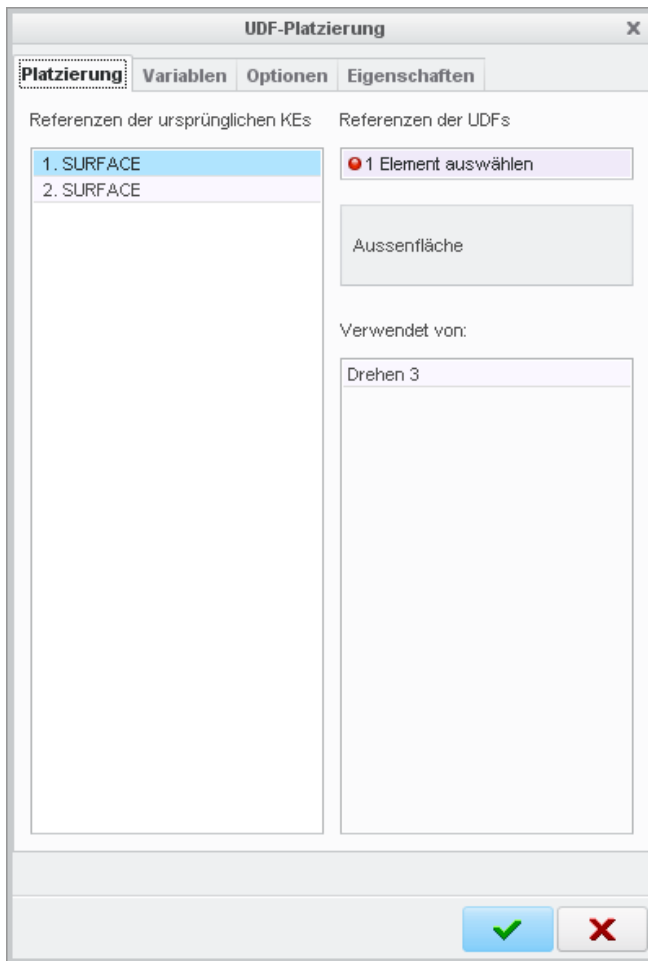 UDF-Platzierung
Platzierung Variablen Optionen Eigenschaften
Referenzen der ursprünglichen KEs
1. SURFACE
2. SURFACE
Referenzen der UDFs
1 Element auswählen
Aussenfläche
Verwendet von:
Drehen 3